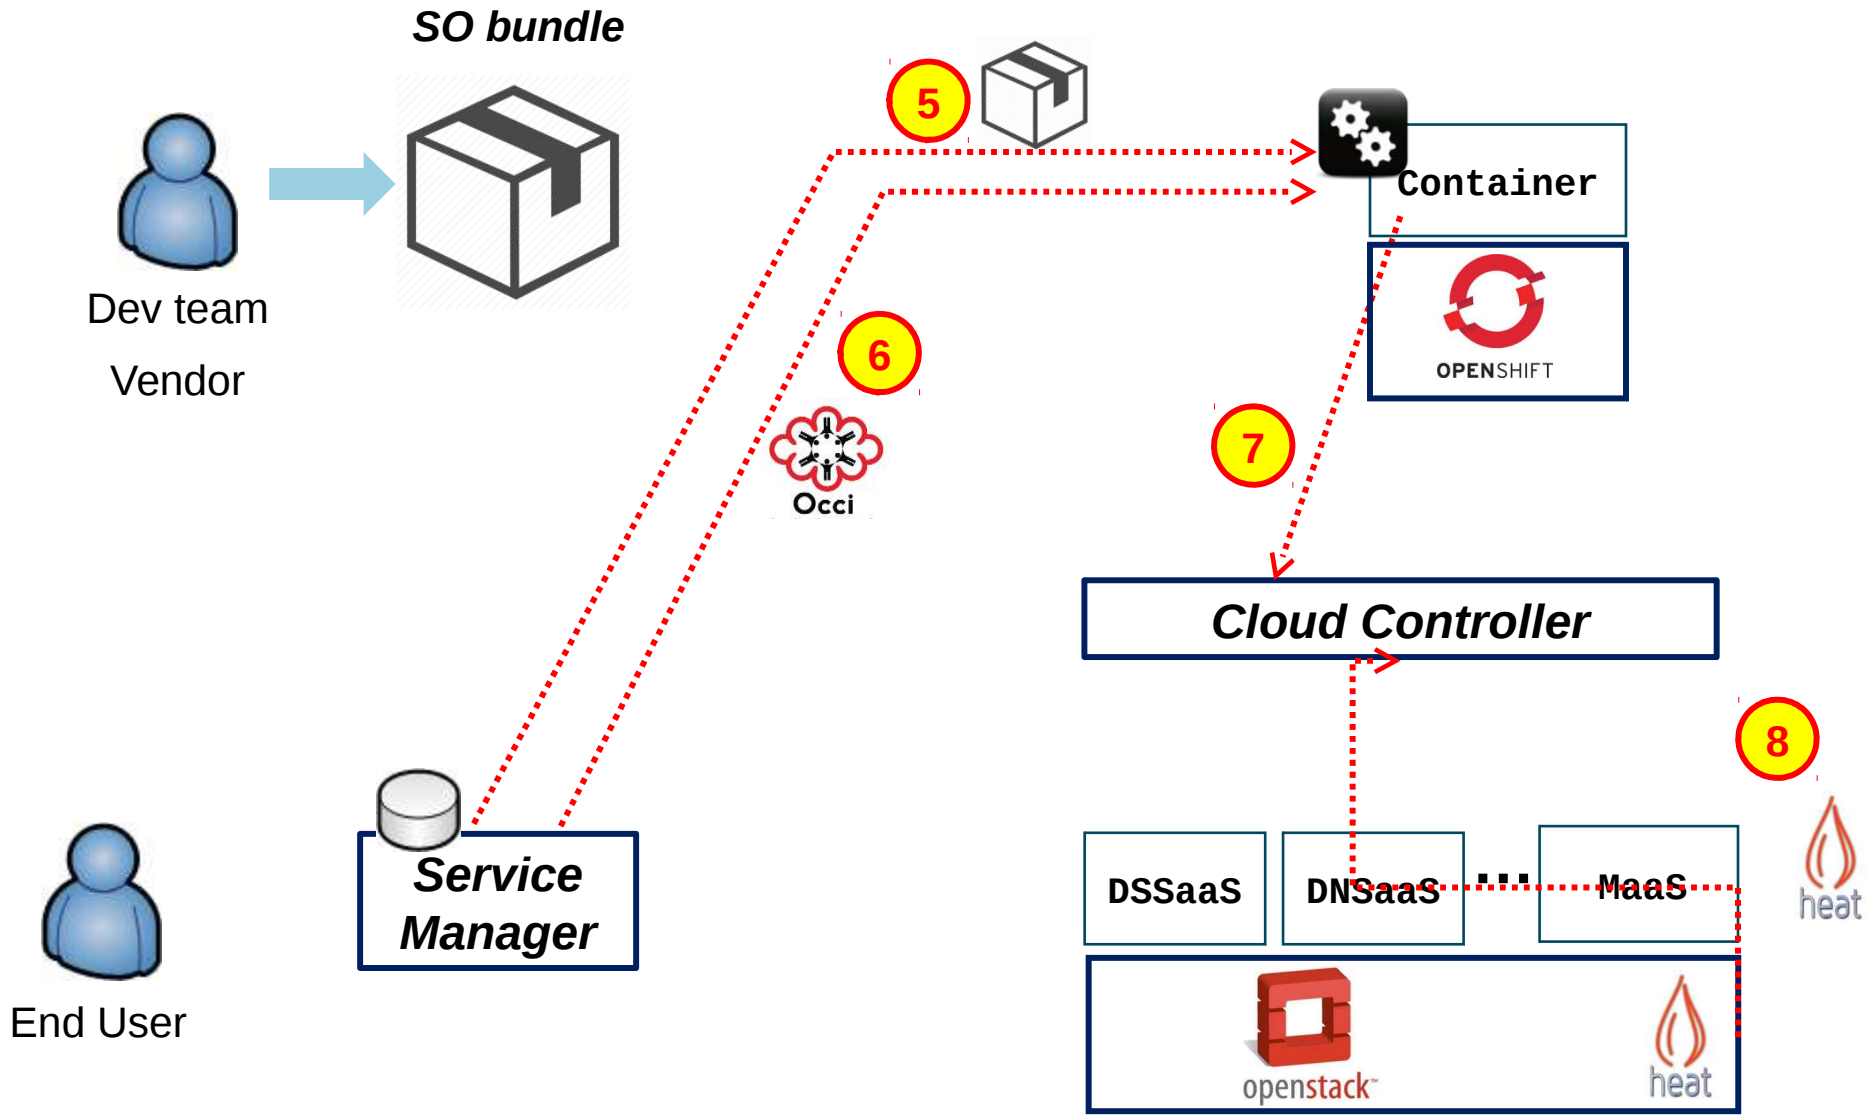 SO bundle
5
Container
Dev team
Vendor
OPENSHIFT
6
Occi
7
Cloud Controller
8
Service
Manager
DSSaaS
DNSaaS
...
MaaS
heat
End User
openstack™
heat